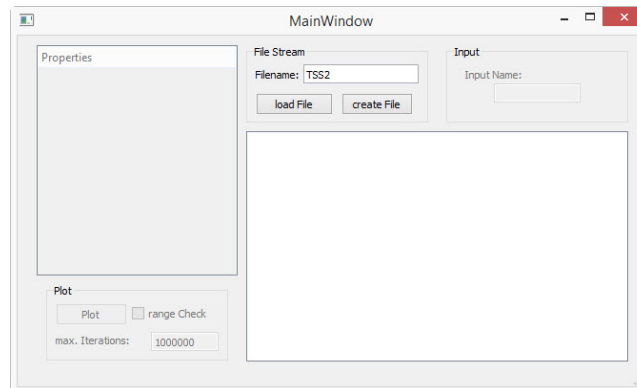 MainWindow
Properties
File Stream
Filename: TSS2
load File create File
Input
Input Name:
Plot
Plot range Check
max. Iterations: 1000000